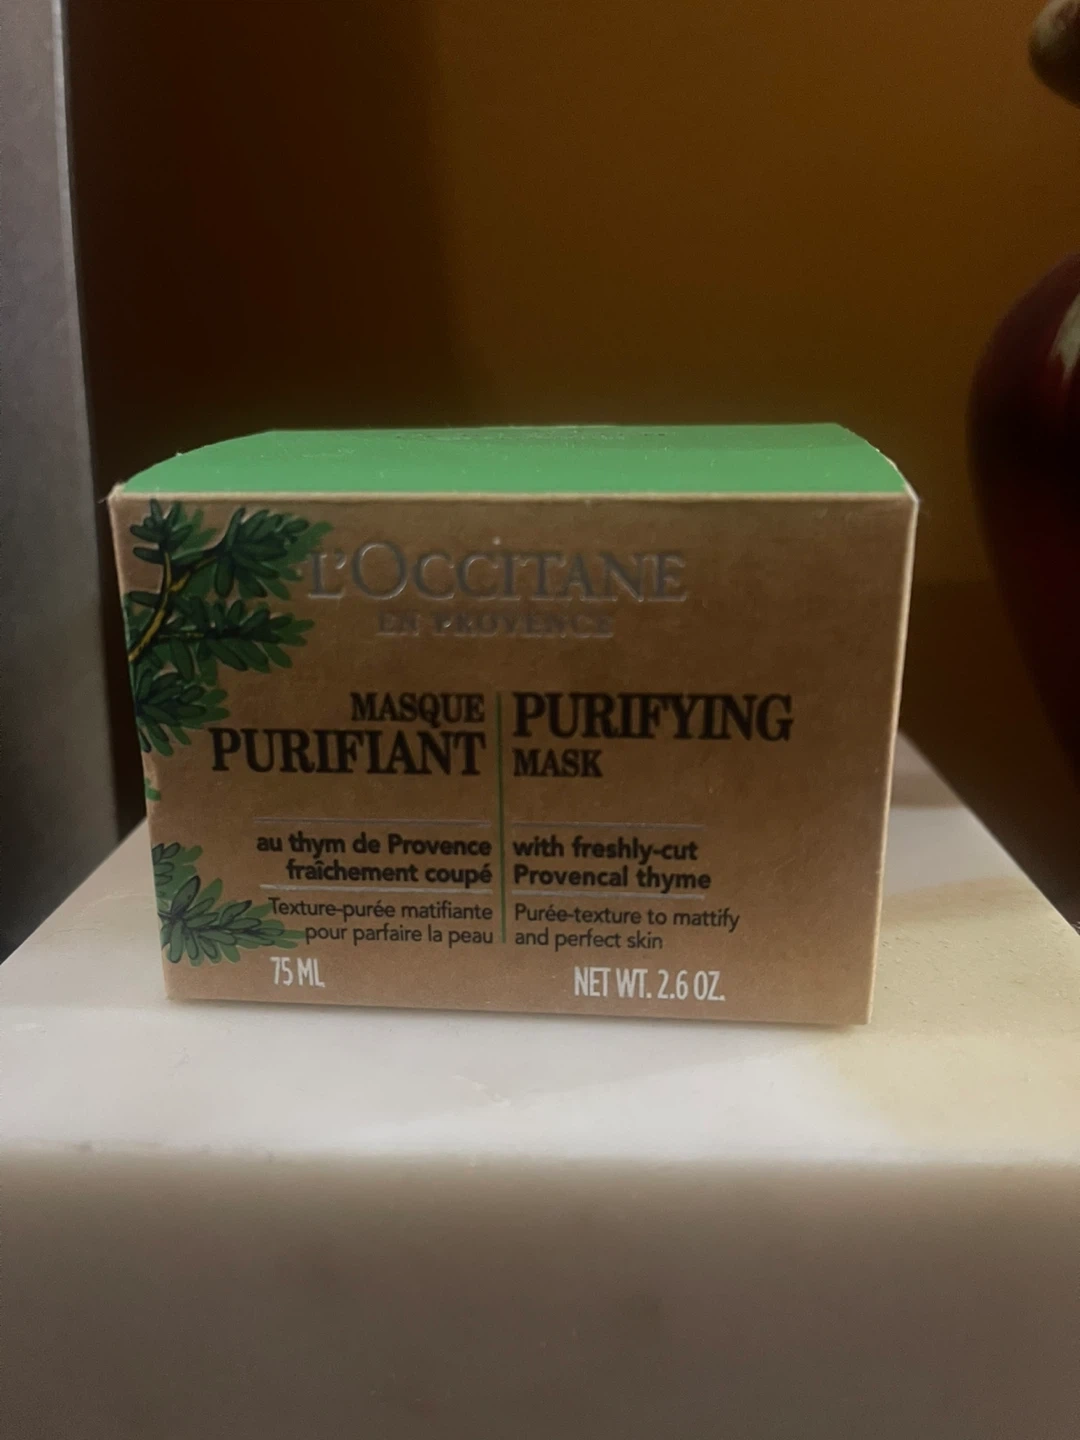 L'OCCITANE
EN PROVENCE
MASQUE
PURIFIANT
au thym de Provence
fraîchement coupé
Texture-purée matifiante
pour parfaire la peau
75 ML
PURIFYING
MASK
with freshly-cut
Provencal thyme
Purée-texture to mattify
and perfect skin
NET WT. 2.6 OZ.